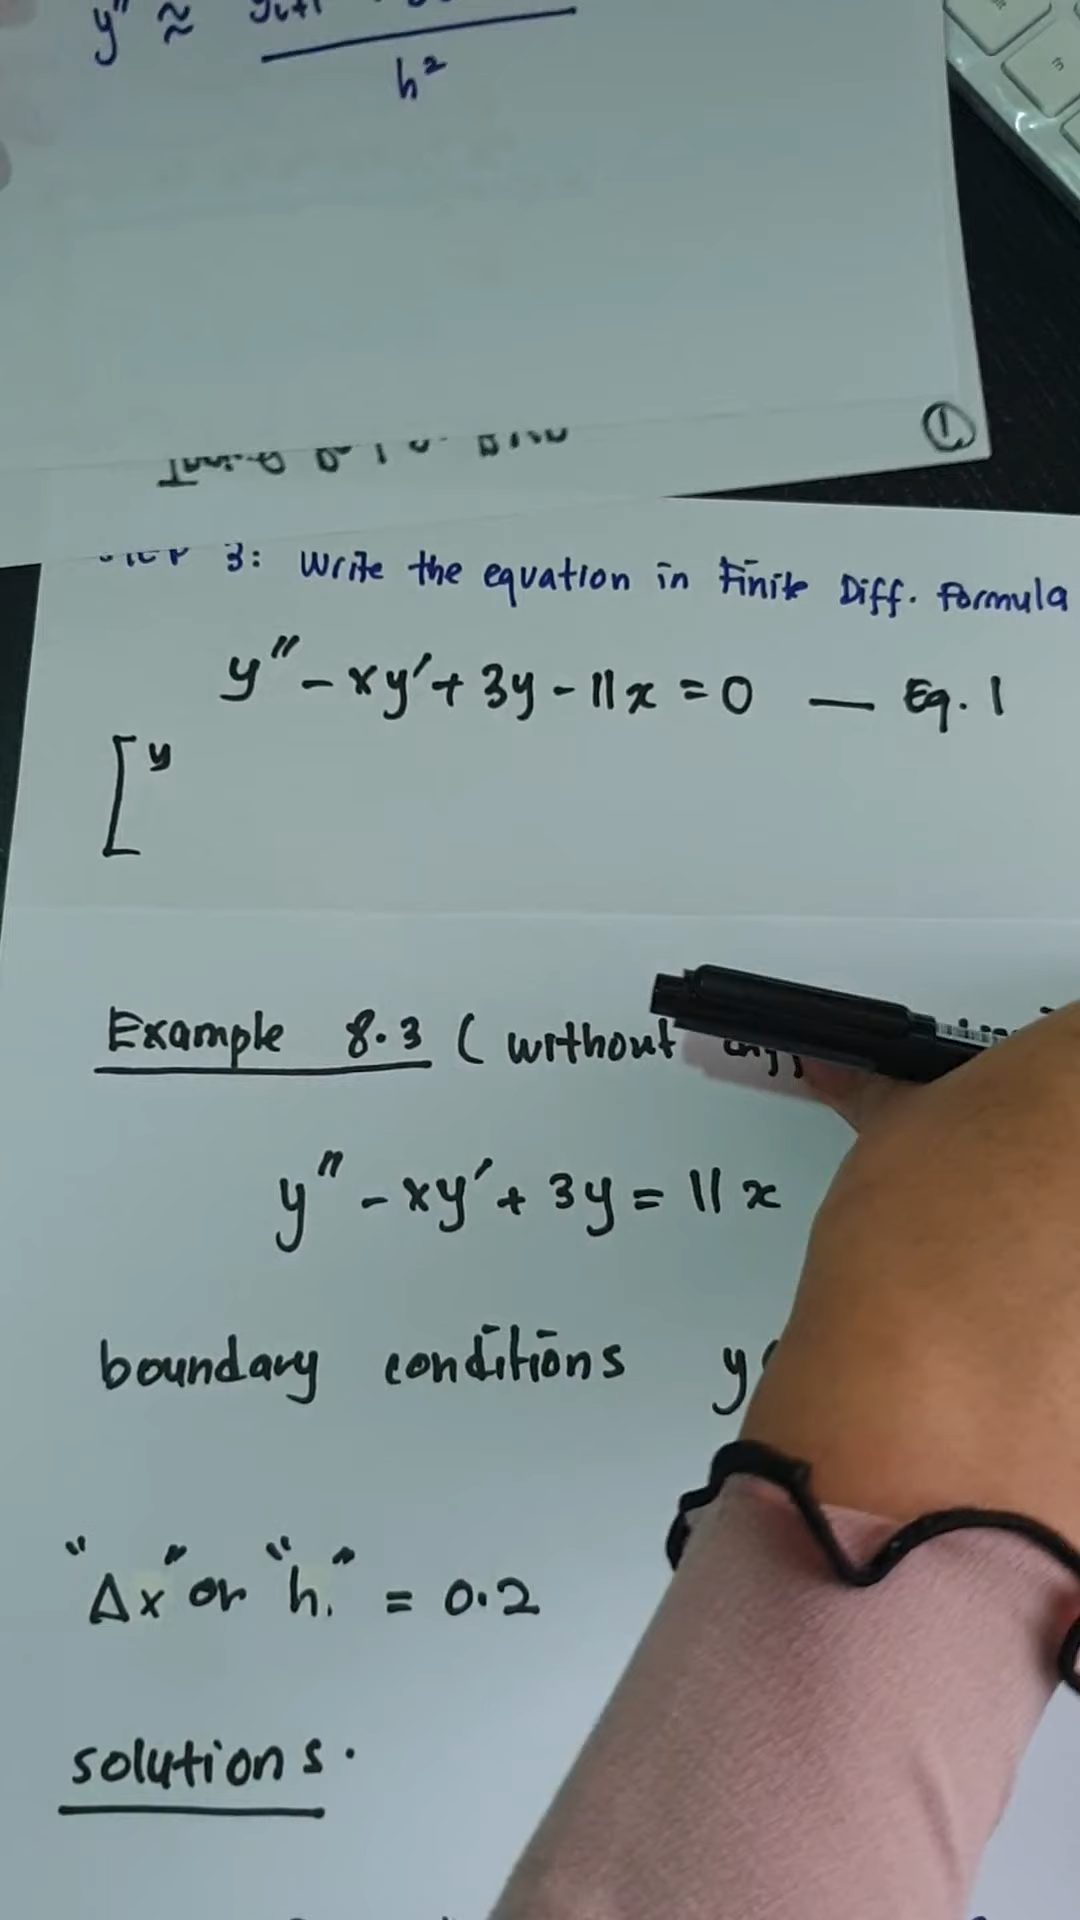 y" ≈
h²
①
3: Write the equation in Finite Diff. formula
y" - xy' + 3y - 11x = 0 — Eq. 1
[ y
Example 8.3 ( without
y" - xy' + 3y = 11x
boundary conditions y
"Δx" or "h." = 0.2
solutions.